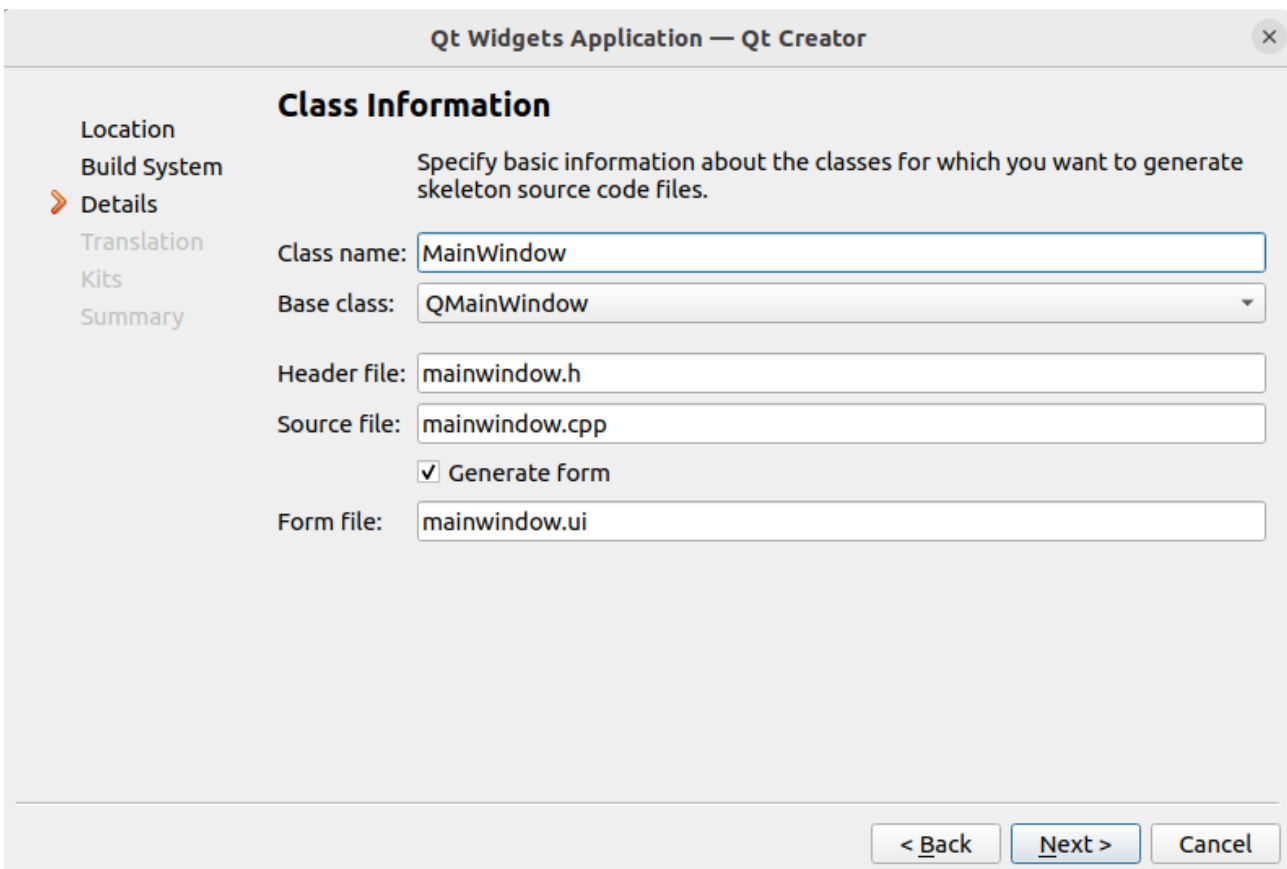 Qt Widgets Application — Qt Creator
Location
Build System
Details
Translation
Kits
Summary
Class Information
Specify basic information about the classes for which you want to generate
skeleton source code files.
Class name: MainWindow
Base class: QMainWindow
Header file: mainwindow.h
Source file: mainwindow.cpp
Generate form
Form file: mainwindow.ui
< Back Next > Cancel